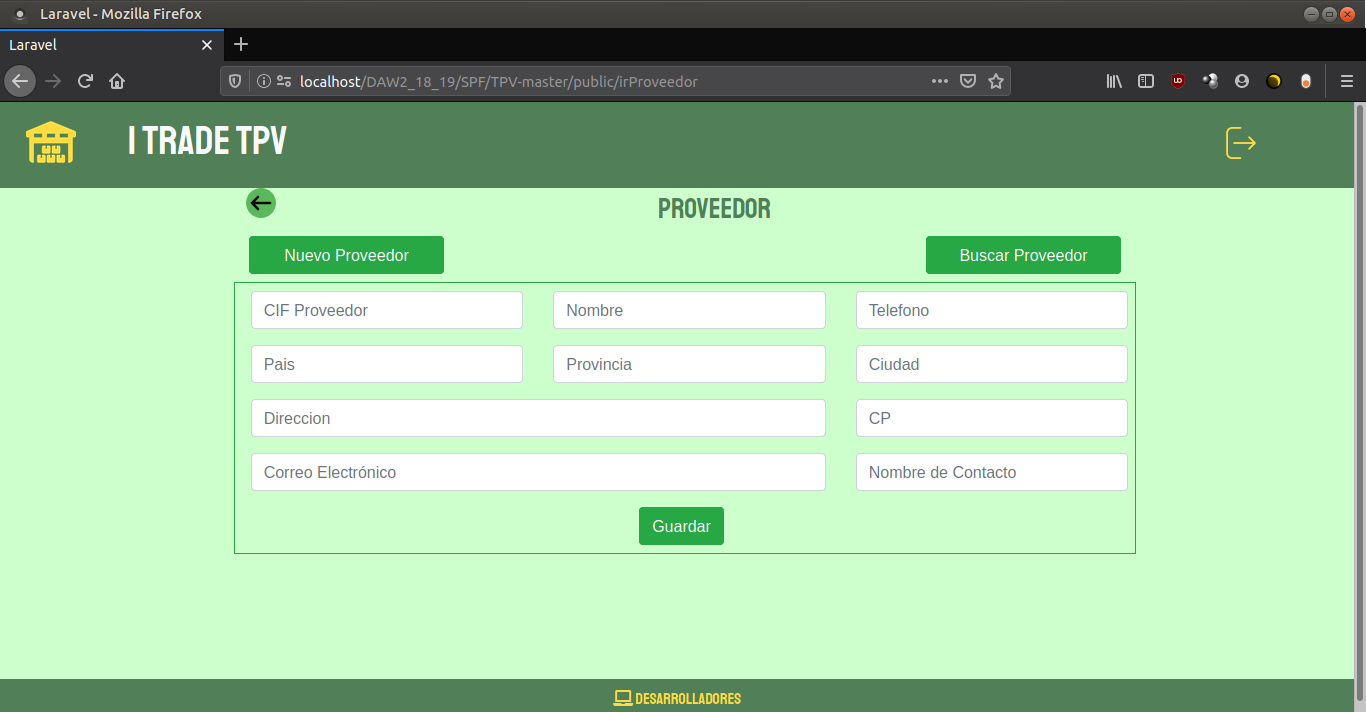 Laravel - Mozilla Firefox
Laravel
localhost/DAW2_18_19/SPF/TPV-master/public/irProveedor
I TRADE TPV
PROVEEDOR
Nuevo Proveedor Buscar Proveedor
CIF Proveedor Nombre Telefono
Pais Provincia Ciudad
Direccion CP
Correo Electrónico Nombre de Contacto
Guardar
DESARROLLADORES